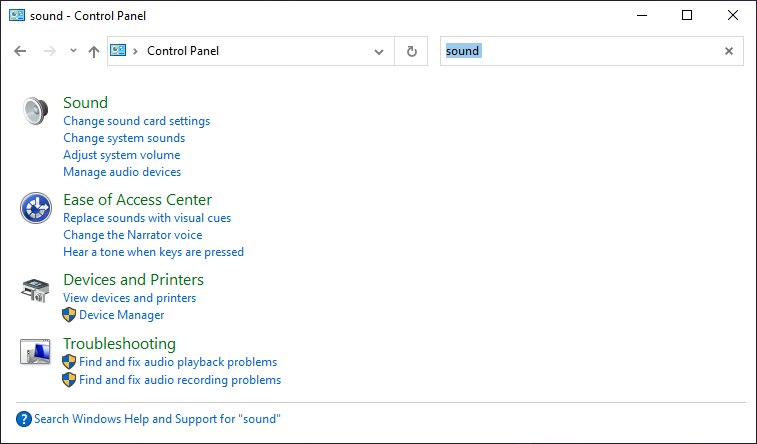 sound - Control Panel
Control Panel
sound
Sound
Change sound card settings
Change system sounds
Adjust system volume
Manage audio devices
Ease of Access Center
Replace sounds with visual cues
Change the Narrator voice
Hear a tone when keys are pressed
Devices and Printers
View devices and printers
Device Manager
Troubleshooting
Find and fix audio playback problems
Find and fix audio recording problems
Search Windows Help and Support for "sound"